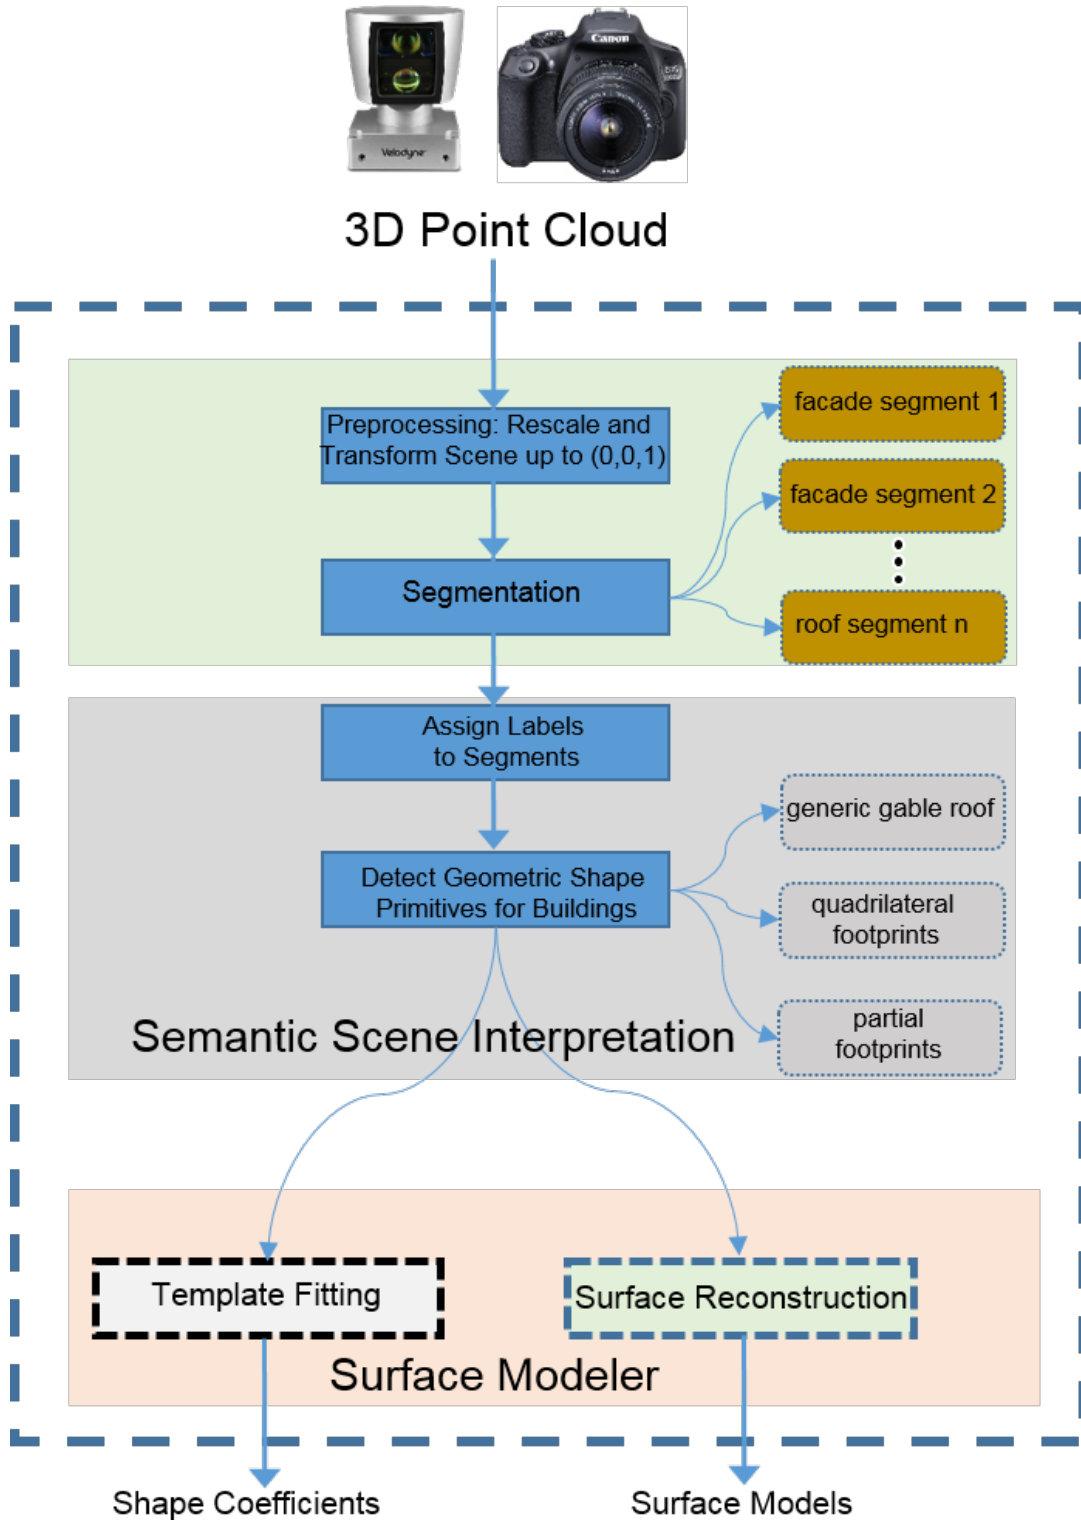 Velodyne
Canon
3D Point Cloud
Preprocessing: Rescale and
Transform Scene up to (0,0,1)
facade segment 1
facade segment 2
Segmentation
roof segment n
Assign Labels
to Segments
generic gable roof
Detect Geometric Shape
Primitives for Buildings
quadrilateral
footprints
partial
footprints
Semantic Scene Interpretation
Template Fitting
Surface Reconstruction
Surface Modeler
Shape Coefficients
Surface Models